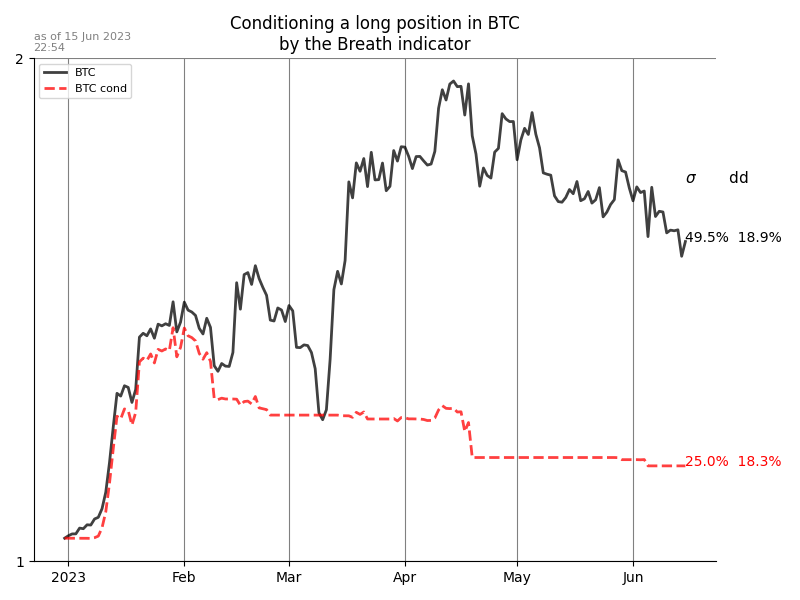 Conditioning a long position in BTC
by the Breath indicator
as of 15 Jun 2023
22:54
2
BTC
BTC cond
σ dd
49.5% 18.9%
25.0% 18.3%
1
2023 Feb Mar Apr May Jun